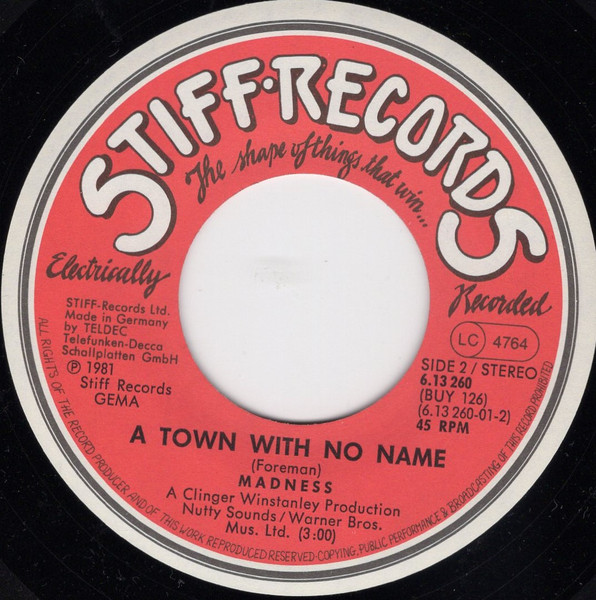 STIFF·RECORDS
The shape of things that win...
Electrically
Recorded
STIFF-Records Ltd.
Made in Germany
by TELDEC
Telefunken-Decca
Schallplatten GmbH
℗ 1981
Stiff Records
GEMA
LC 4764
SIDE 2 / STEREO
6.13 260
(BUY 126)
(6.13 260-01-2)
45 RPM
A TOWN WITH NO NAME
(Foreman)
MADNESS
A Clinger Winstanley Production
Nutty Sounds / Warner Bros.
Mus. Ltd. (3:00)
ALL RIGHTS OF THE RECORD PRODUCER AND OF THIS WORK REPRODUCED RESERVED·COPYING, PUBLIC PERFORMANCE & BROADCASTING OF THIS RECORD PROHIBITED